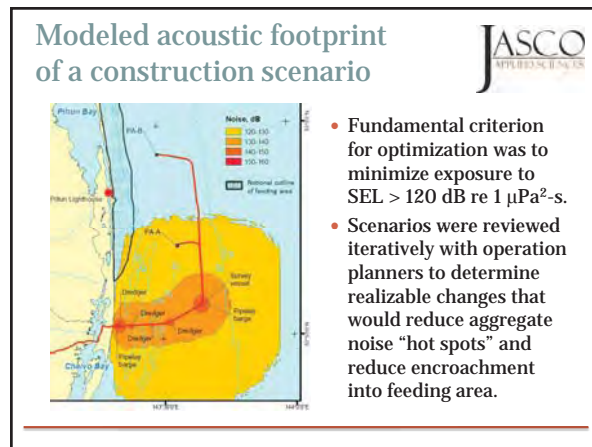 Modeled acoustic footprint
of a construction scenario
JASCO
APPLIED SCIENCES
Piltun Bay
PA-B
Noise, dB
120-130
130-140
140-150
150-160
Notional outline
of feeding area
Piltun Lighthouse
PA-A
Survey
vessel
Dredger
Dredger
Dredger
Dredger
Pipelay
barge
Pipelay
barge
Chaivo Bay
143°30'0"E
• Fundamental criterion
for optimization was to
minimize exposure to
SEL > 120 dB re 1 μPa²-s.
• Scenarios were reviewed
iteratively with operation
planners to determine
realizable changes that
would reduce aggregate
noise “hot spots” and
reduce encroachment
into feeding area.